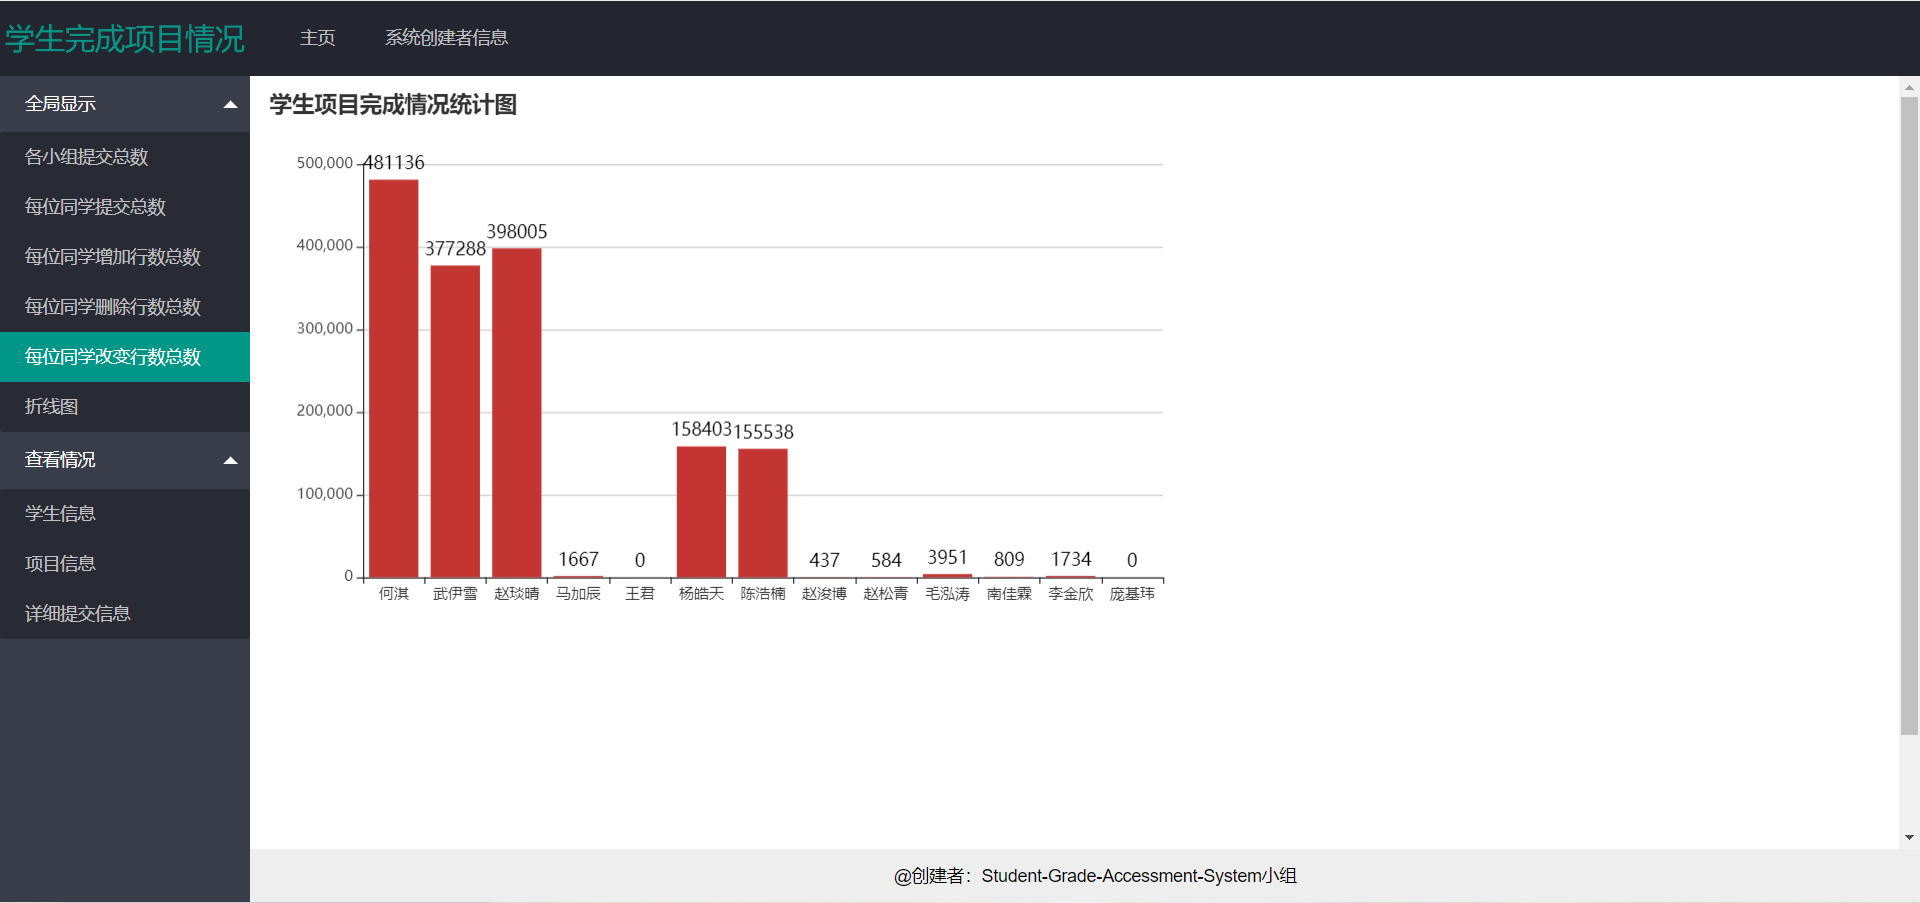 学生完成项目情况 主页 系统创建者信息
全局显示
各小组提交总数
每位同学提交总数
每位同学增加行数总数
每位同学删除行数总数
每位同学改变行数总数
折线图
查看情况
学生信息
项目信息
详细提交信息
学生项目完成情况统计图
500,000
400,000
300,000
200,000
100,000
0
481136
377288
398005
1667
0
158403
155538
437
584
3951
809
1734
0
何淇 武伊雪 赵琰晴 马加辰 王君 杨皓天 陈浩楠 赵浚博 赵松青 毛泓涛 南佳霖 李金欣 庞基玮
@创建者：Student-Grade-Accessment-System小组